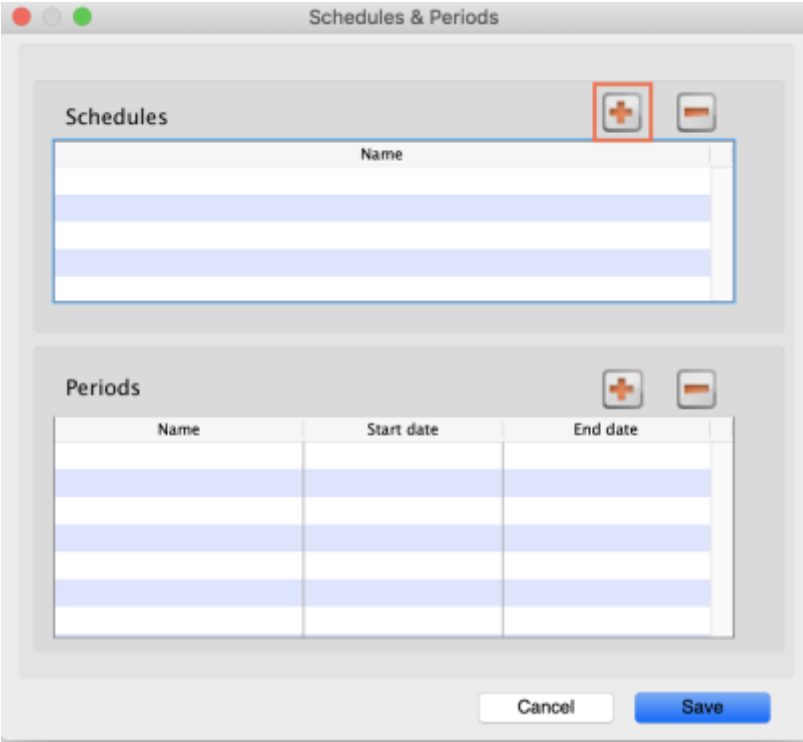 Schedules & Periods
Schedules
Name
Periods
Name Start date End date
Cancel Save